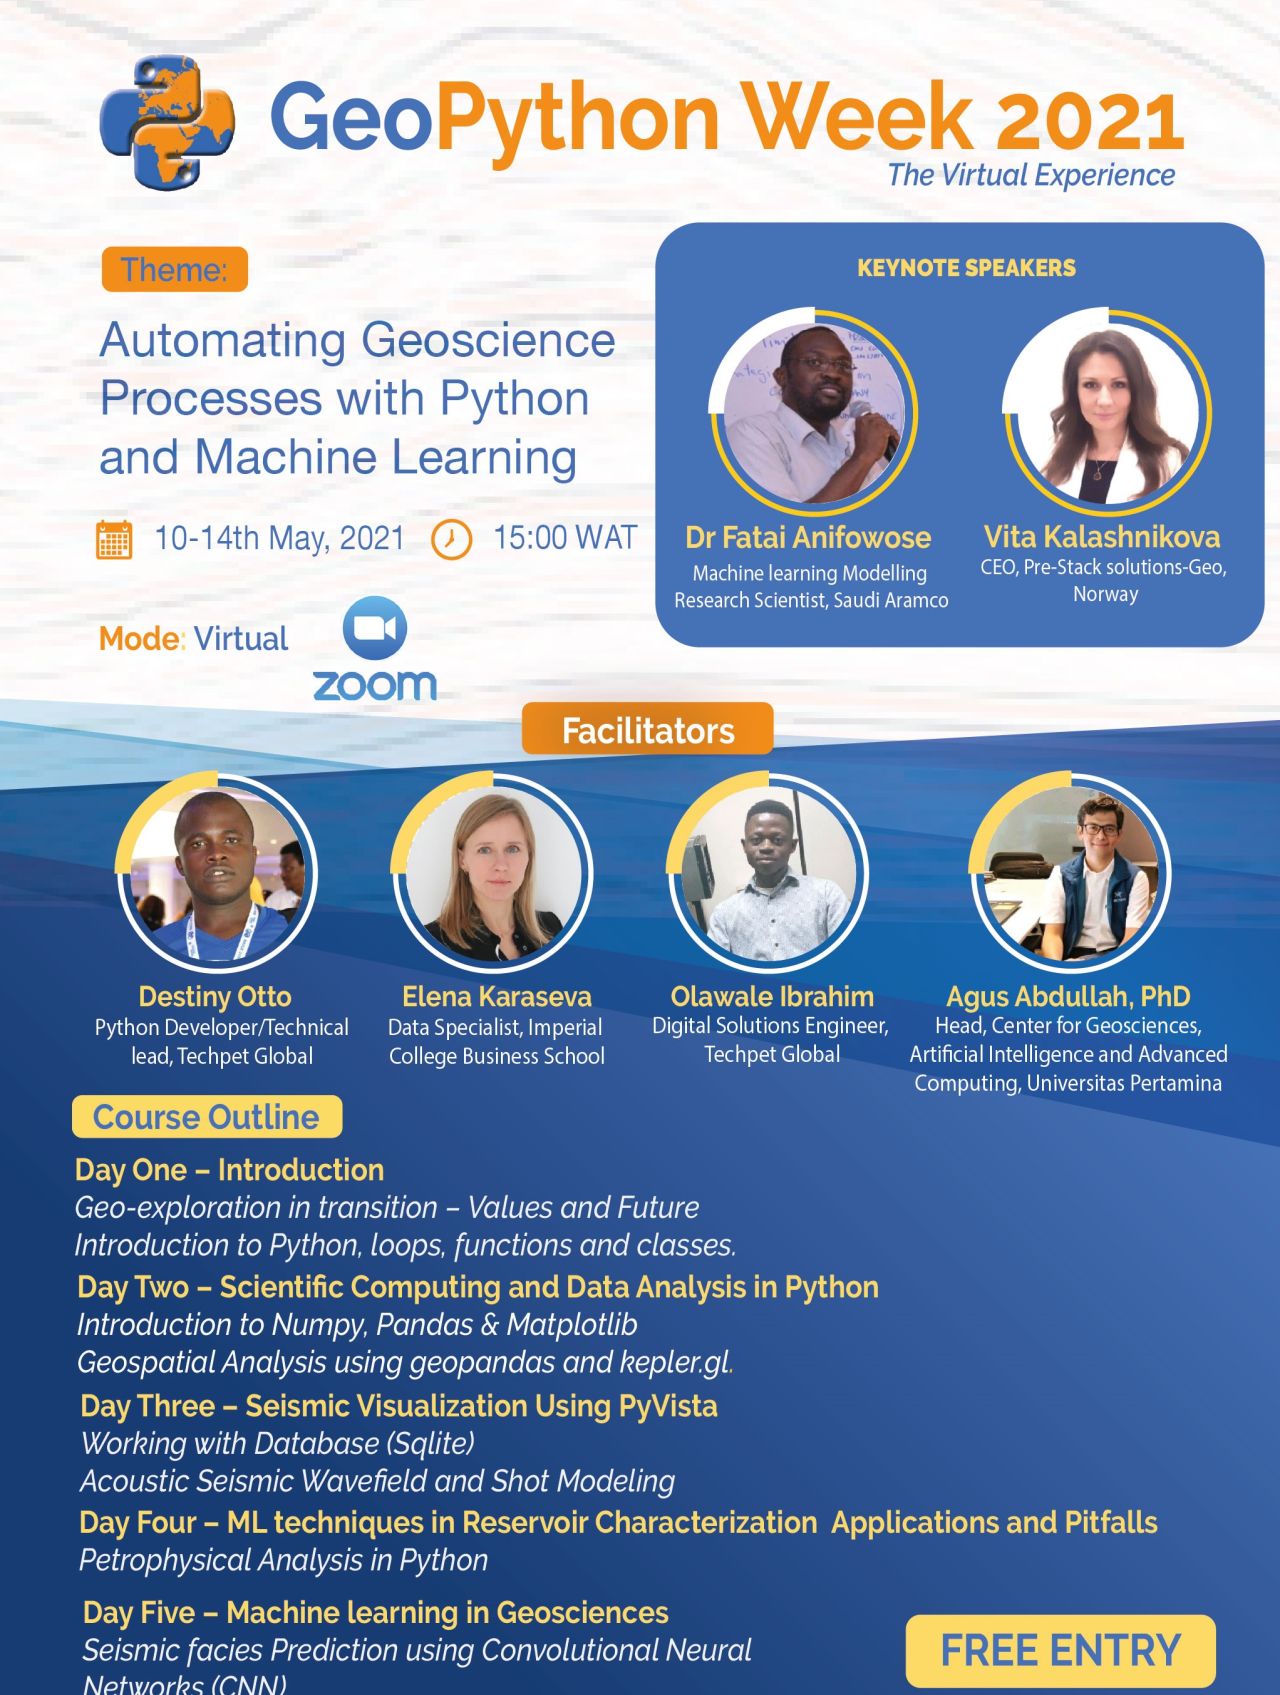 GeoPython Week 2021
The Virtual Experience
Theme:
Automating Geoscience
Processes with Python
and Machine Learning
10-14th May, 2021
15:00 WAT
Mode: Virtual
zoom
KEYNOTE SPEAKERS
Dr Fatai Anifowose
Machine learning Modelling
Research Scientist, Saudi Aramco
Vita Kalashnikova
CEO, Pre-Stack solutions-Geo,
Norway
Facilitators
Destiny Otto
Python Developer/Technical
lead, Techpet Global
Elena Karaseva
Data Specialist, Imperial
College Business School
Olawale Ibrahim
Digital Solutions Engineer,
Techpet Global
Agus Abdullah, PhD
Head, Center for Geosciences,
Artificial Intelligence and Advanced
Computing, Universitas Pertamina
Course Outline
Day One – Introduction
Geo-exploration in transition – Values and Future
Introduction to Python, loops, functions and classes.
Day Two – Scientific Computing and Data Analysis in Python
Introduction to Numpy, Pandas & Matplotlib
Geospatial Analysis using geopandas and kepler.gl.
Day Three – Seismic Visualization Using PyVista
Working with Database (Sqlite)
Acoustic Seismic Wavefield and Shot Modeling
Day Four – ML techniques in Reservoir Characterization Applications and Pitfalls
Petrophysical Analysis in Python
Day Five – Machine learning in Geosciences
Seismic facies Prediction using Convolutional Neural
Networks (CNN)
FREE ENTRY